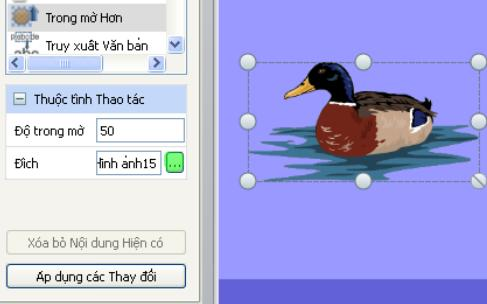 Trong mờ Hơn
Truy xuất Văn bản
Thuộc tình Thao tác
Độ trong mờ 50
Đích Hình ảnh15 ...
Xóa bỏ Nội dung Hiện có
Áp dụng các Thay đổi